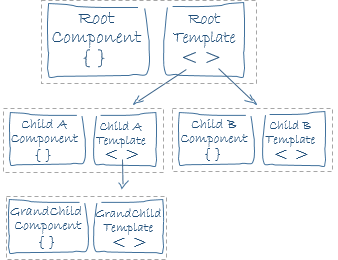 Root
Component
{ }
Root
Template
< >
Child A
Component
{ }
Child A
Template
< >
Child B
Component
{ }
Child B
Template
< >
GrandChild
Component
{ }
GrandChild
Template
< >